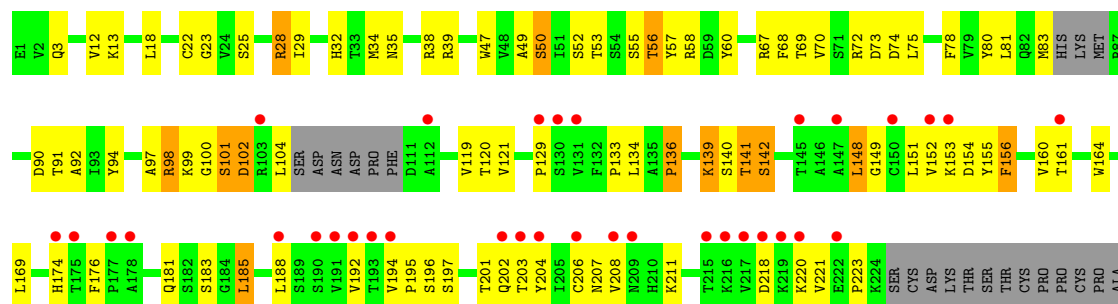 E1 V2 Q3 V12 K13 L18 C22 G23 V24 S25 R28 I29 H32 T33 M34 N35 R38 R39 W47 V48 A49 S50 I51 S52 T53 S54 S55 T56 Y57 R58 D59 Y60 R67 F68 T69 V70 S71 R72 D73 D74 L75 F78 V79 Y80 L81 Q82 M83 HIS LYS MET R87
D90 T91 A92 I93 Y94 A97 R98 K99 G100 S101 D102 R103 L104 SER ASP ASN ASP PRO PHE D111 A112 V119 T120 V121 P129 S130 V131 F132 P133 L134 A135 P136 K139 S140 T141 S142 T145 A146 A147 L148 G149 C150 L151 V152 K153 D154 Y155 F156 V160 T161 W164
L169 H174 T175 F176 P177 A178 Q181 S182 S183 G184 L185 L188 S189 S190 V191 V192 T193 V194 P195 S196 S197 T201 Q202 T203 Y204 I205 C206 N207 V208 N209 H210 K211 T215 K216 V217 D218 K219 K220 V221 E222 P223 K224 SER CYS ASP LYS THR SER THR CYS PRO PRO CYS PRO